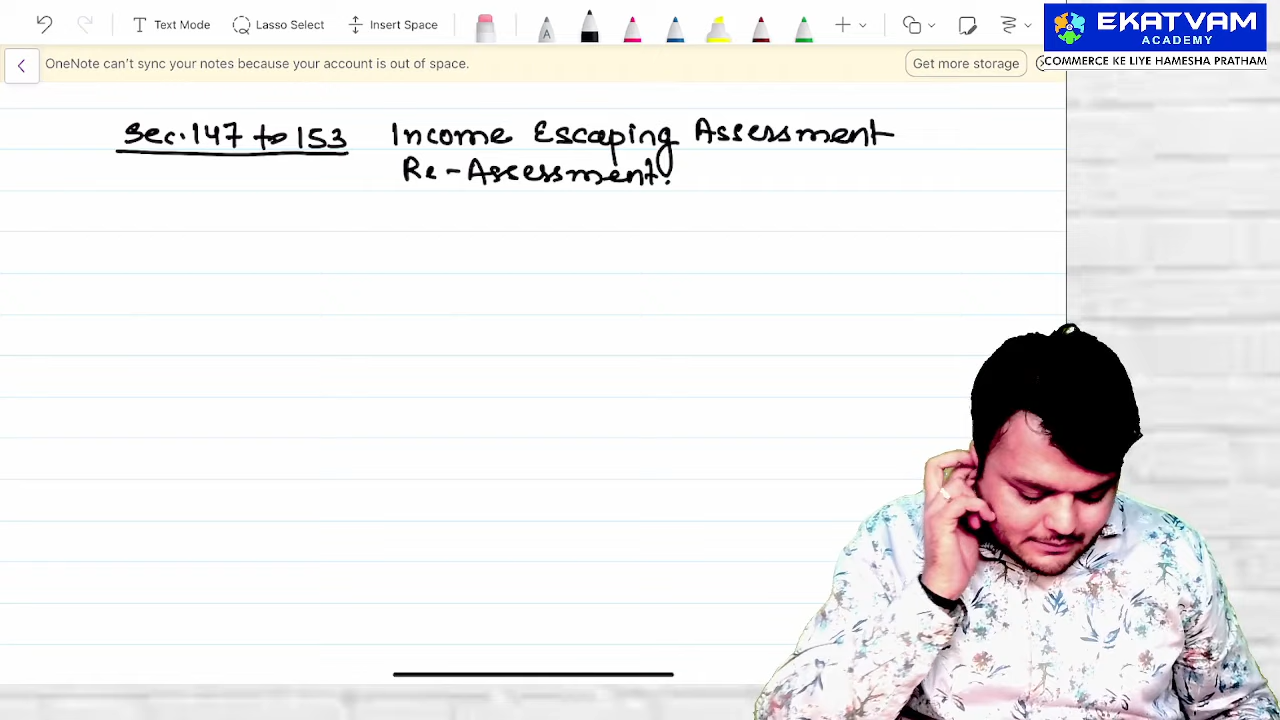 Text Mode Lasso Select Insert Space
A
EKATVAM
ACADEMY
COMMERCE KE LIYE HAMESHA PRATHAM
OneNote can't sync your notes because your account is out of space. Get more storage
Sec. 147 to 153 Income Escaping Assessment
Re-Assessment.